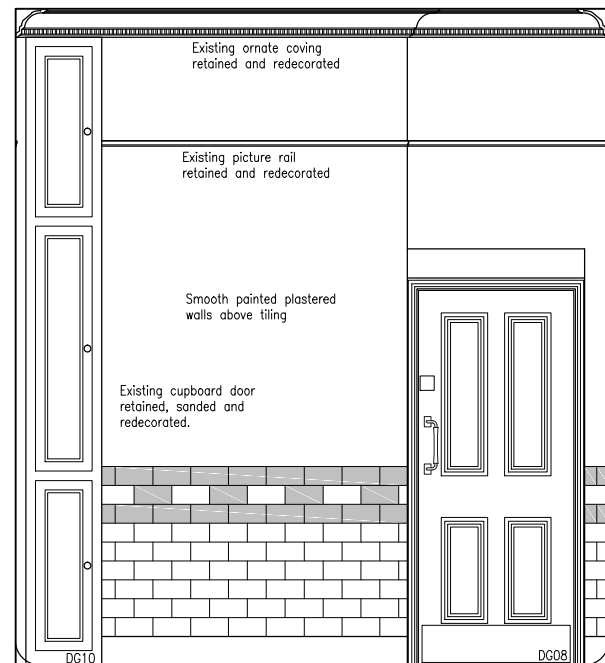 Existing ornate coving
retained and redecorated
Existing picture rail
retained and redecorated
Smooth painted plastered
walls above tiling
Existing cupboard door
retained, sanded and
redecorated.
DG10
DG08